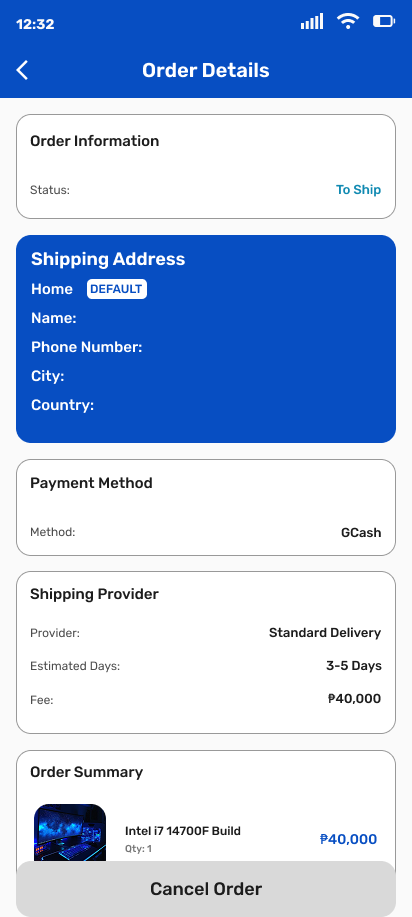 12:32
Order Details
Order Information
Status: To Ship
Shipping Address
Home DEFAULT
Name:
Phone Number:
City:
Country:
Payment Method
Method: GCash
Shipping Provider
Provider: Standard Delivery
Estimated Days: 3-5 Days
Fee: ₱40,000
Order Summary
Intel i7 14700F Build
₱40,000
Qty: 1
Cancel Order